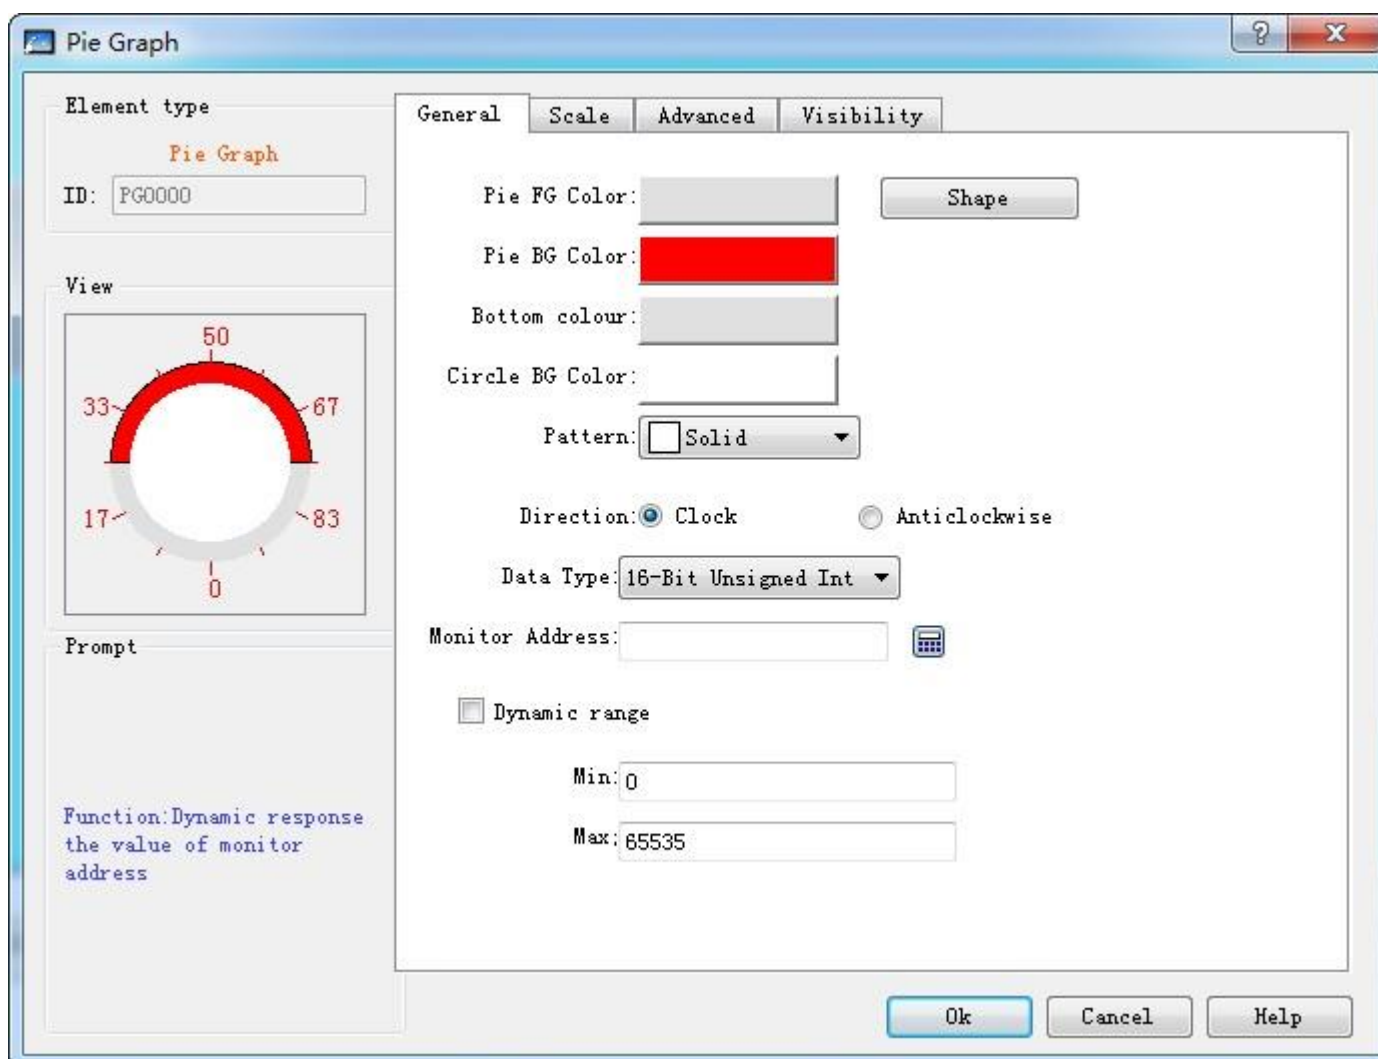 Pie Graph
?
Element type
Pie Graph
ID: PG0000
View
50
33
67
17
83
0
Prompt
Function:Dynamic response
the value of monitor
address
General Scale Advanced Visibility
Pie FG Color: Shape
Pie BG Color:
Bottom colour:
Circle BG Color:
Pattern: Solid
Direction: Clock Anticlockwise
Data Type: 16-Bit Unsigned Int
Monitor Address:
Dynamic range
Min: 0
Max: 65535
Ok Cancel Help